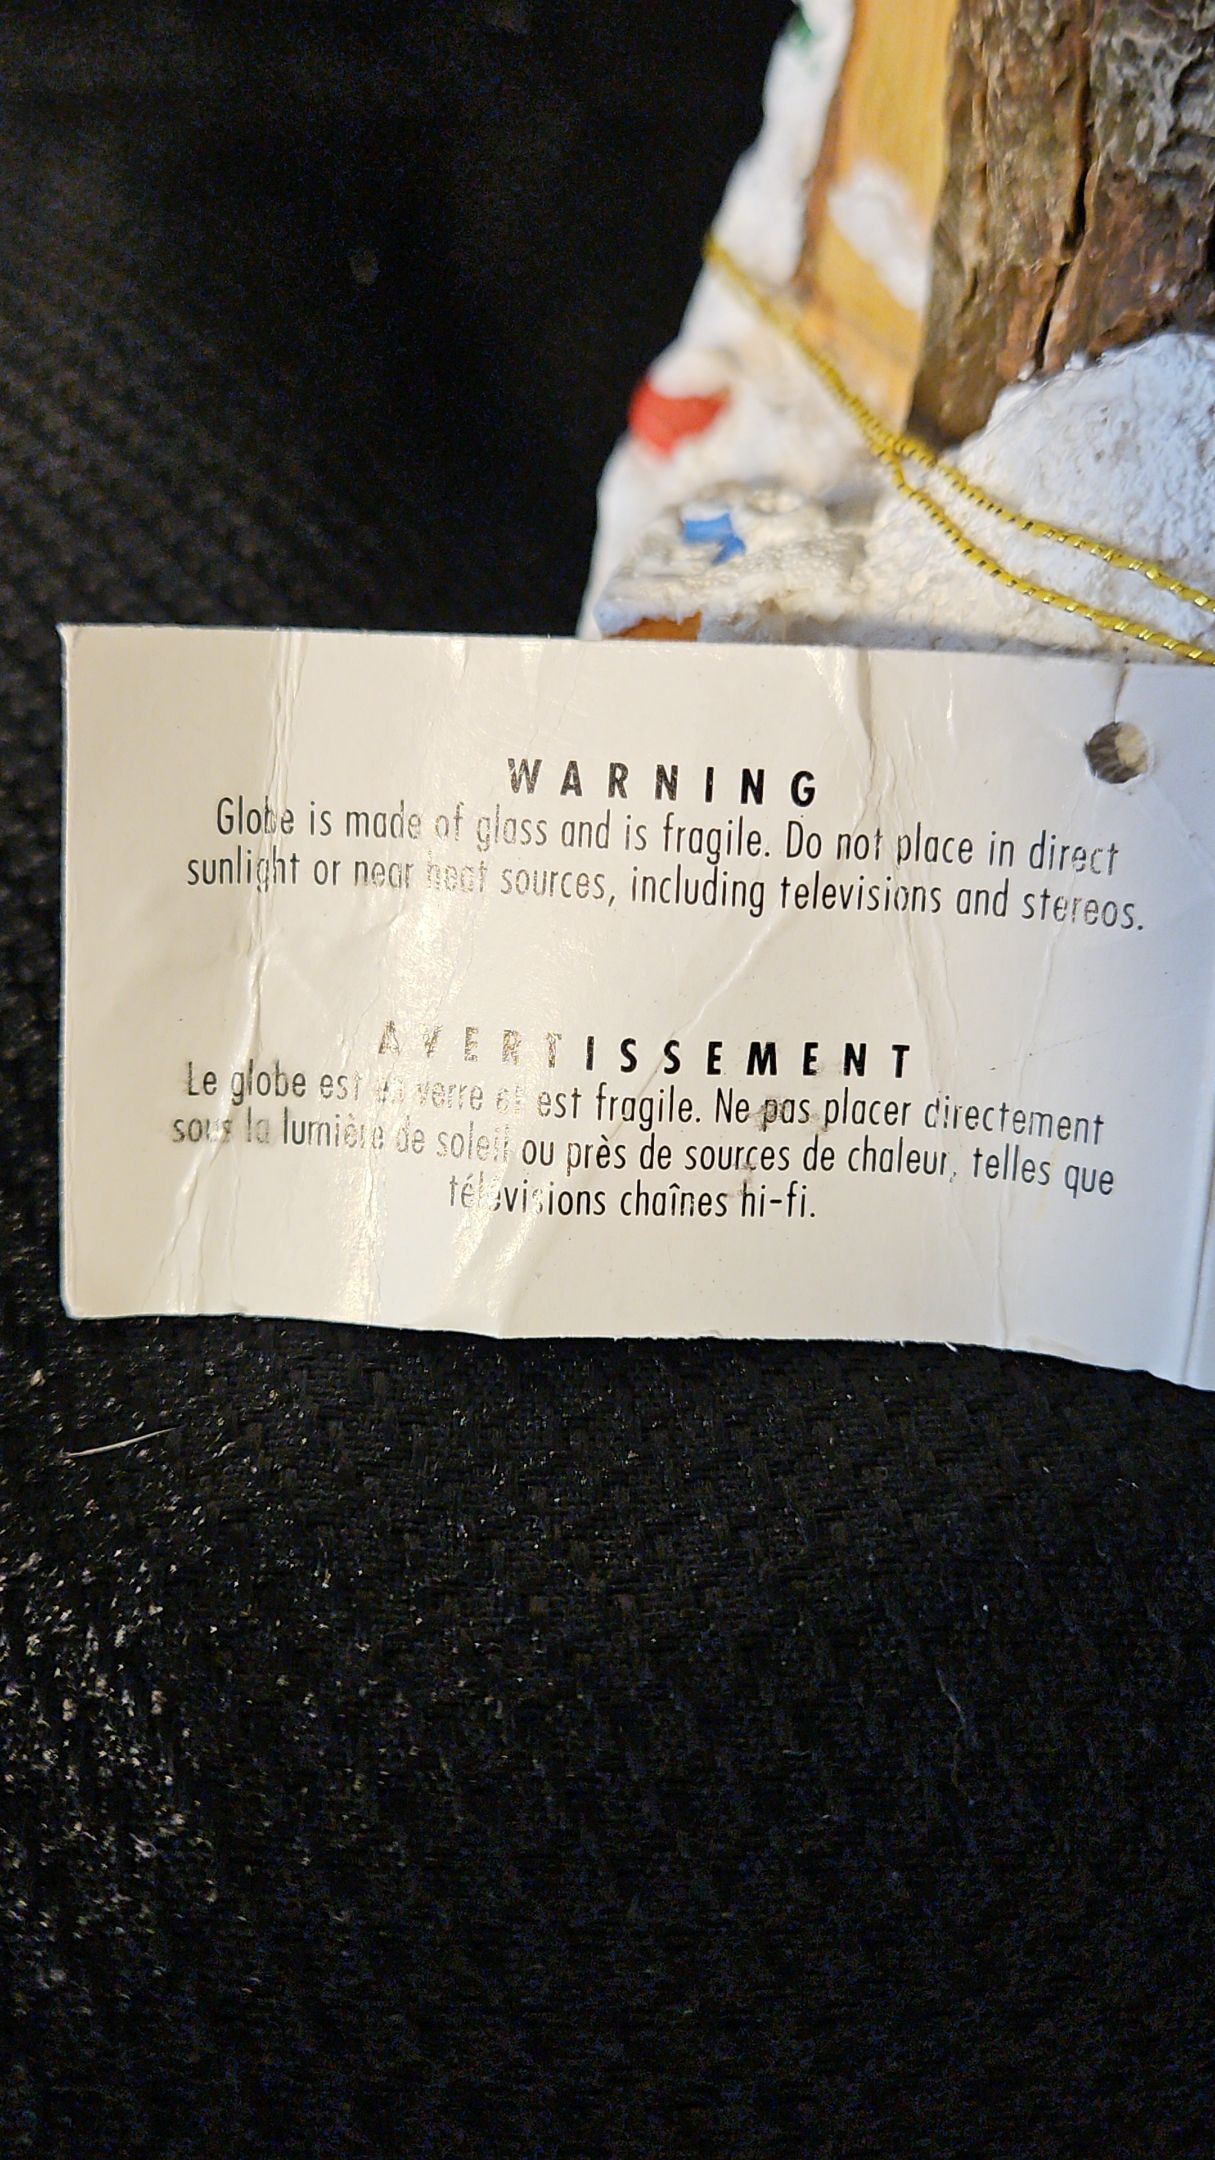 WARNING
Globe is made of glass and is fragile. Do not place in direct
sunlight or near heat sources, including televisions and stereos.
AVERTISSEMENT
Le globe est en verre et est fragile. Ne pas placer directement
sous la lumière de soleil ou près de sources de chaleur, telles que
télévisions chaînes hi-fi.